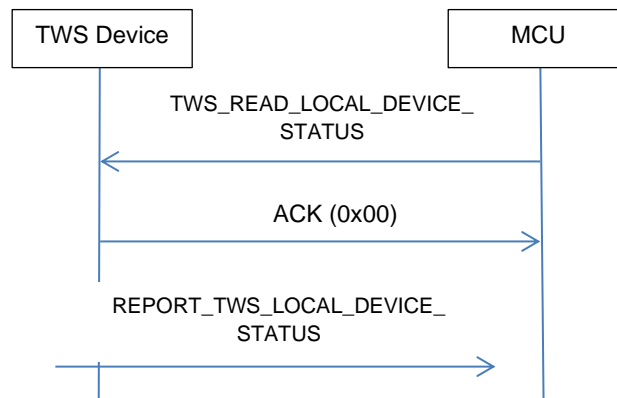 TWS Device
MCU
TWS_READ_LOCAL_DEVICE_
STATUS
ACK (0x00)
REPORT_TWS_LOCAL_DEVICE_
STATUS